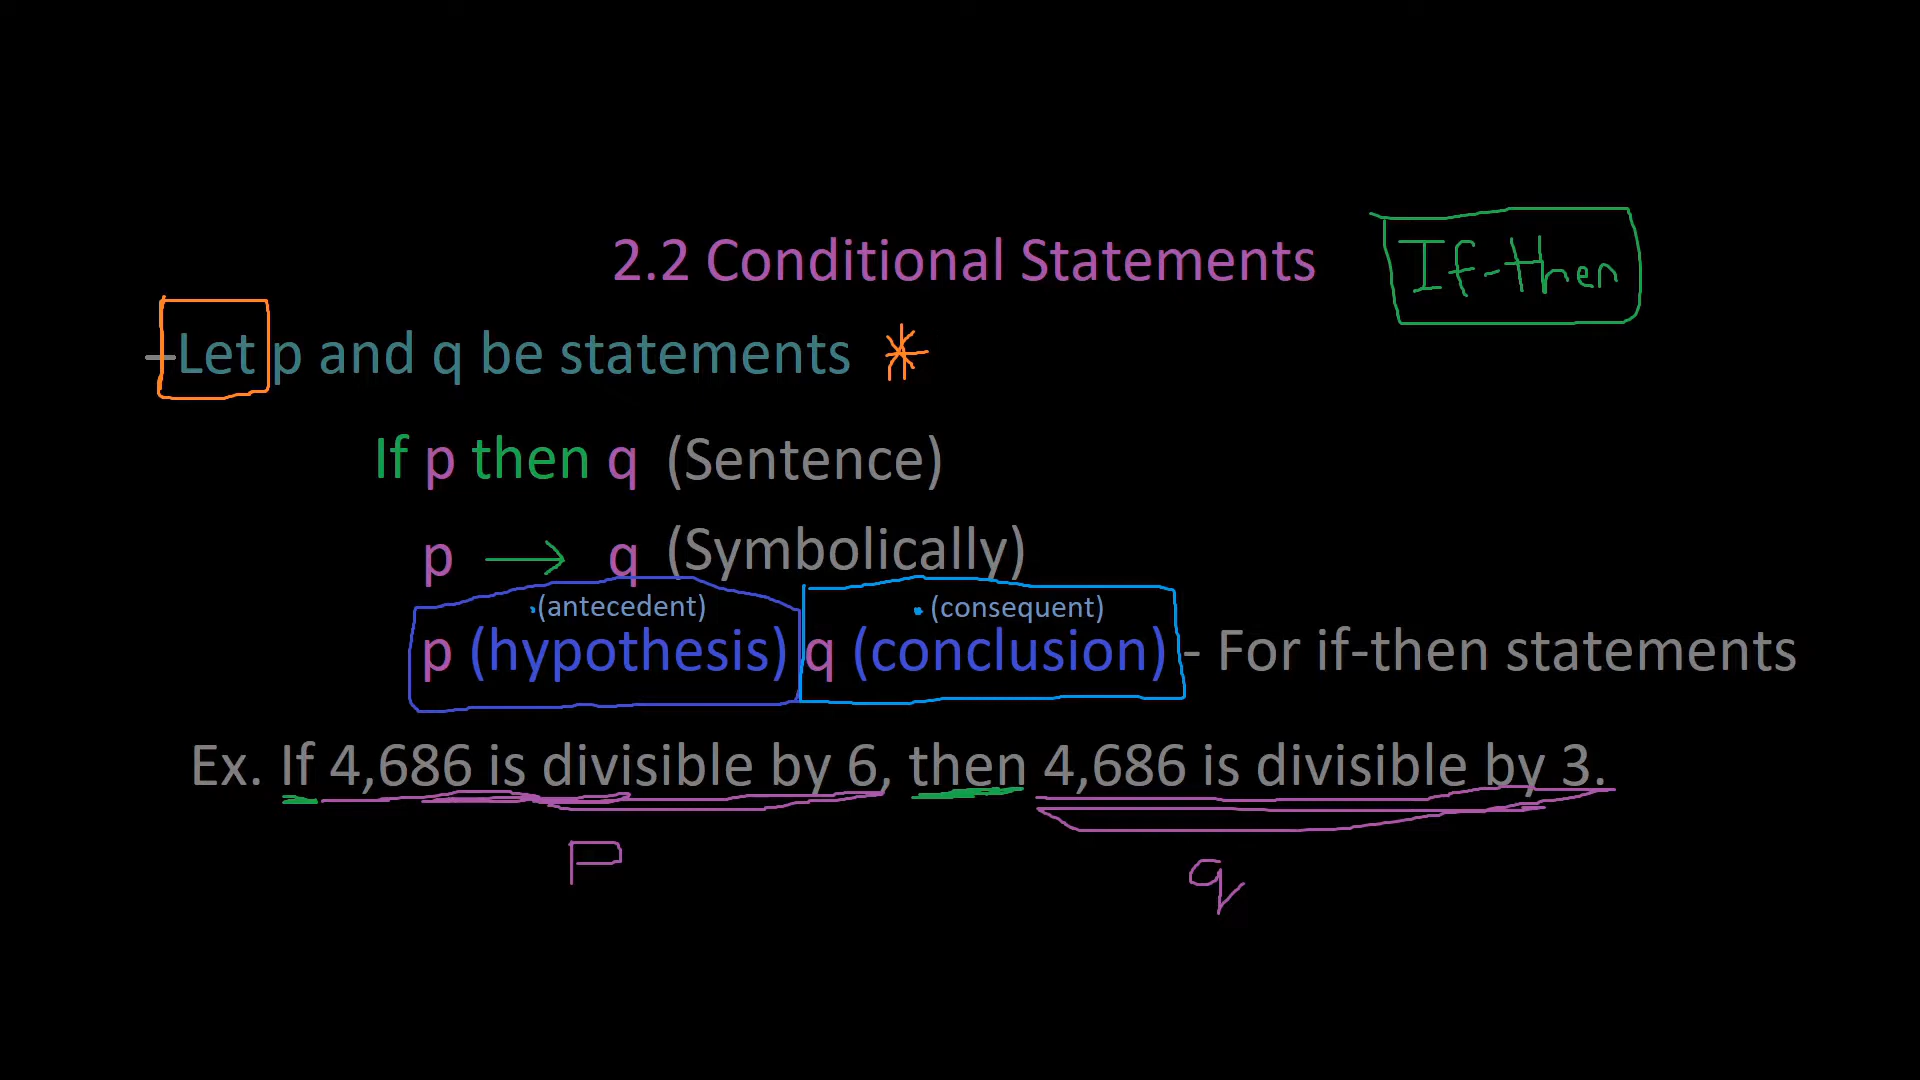 2.2 Conditional Statements If-then
-Let p and q be statements *
If p then q (Sentence)
p → q (Symbolically)
(antecedent) (consequent)
p (hypothesis) q (conclusion) - For if-then statements
Ex. If 4,686 is divisible by 6, then 4,686 is divisible by 3.
P q